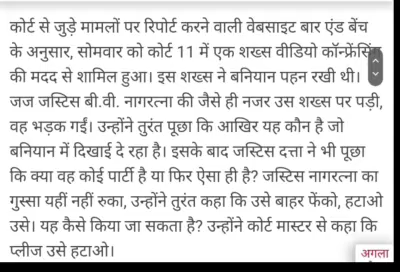 कोर्ट से जुड़े मामलों पर रिपोर्ट करने वाली वेबसाइट बार एंड बेंच
के अनुसार, सोमवार को कोर्ट 11 में एक शख्स वीडियो कॉन्फ्रेंसिंग
की मदद से शामिल हुआ। इस शख्स ने बनियान पहन रखी थी।
जज जस्टिस बी.वी. नागरत्ना की जैसे ही नजर उस शख्स पर पड़ी,
वह भड़क गईं। उन्होंने तुरंत पूछा कि आखिर यह कौन है जो
बनियान में दिखाई दे रहा है। इसके बाद जस्टिस दत्ता ने भी पूछा
कि क्या वह कोई पार्टी है या फिर ऐसा ही है? जस्टिस नागरत्ना का
गुस्सा यहीं नहीं रुका, उन्होंने तुरंत कहा कि उसे बाहर फेंको, हटाओ
उसे। यह कैसे किया जा सकता है? उन्होंने कोर्ट मास्टर से कहा कि
प्लीज उसे हटाओ।
अगला